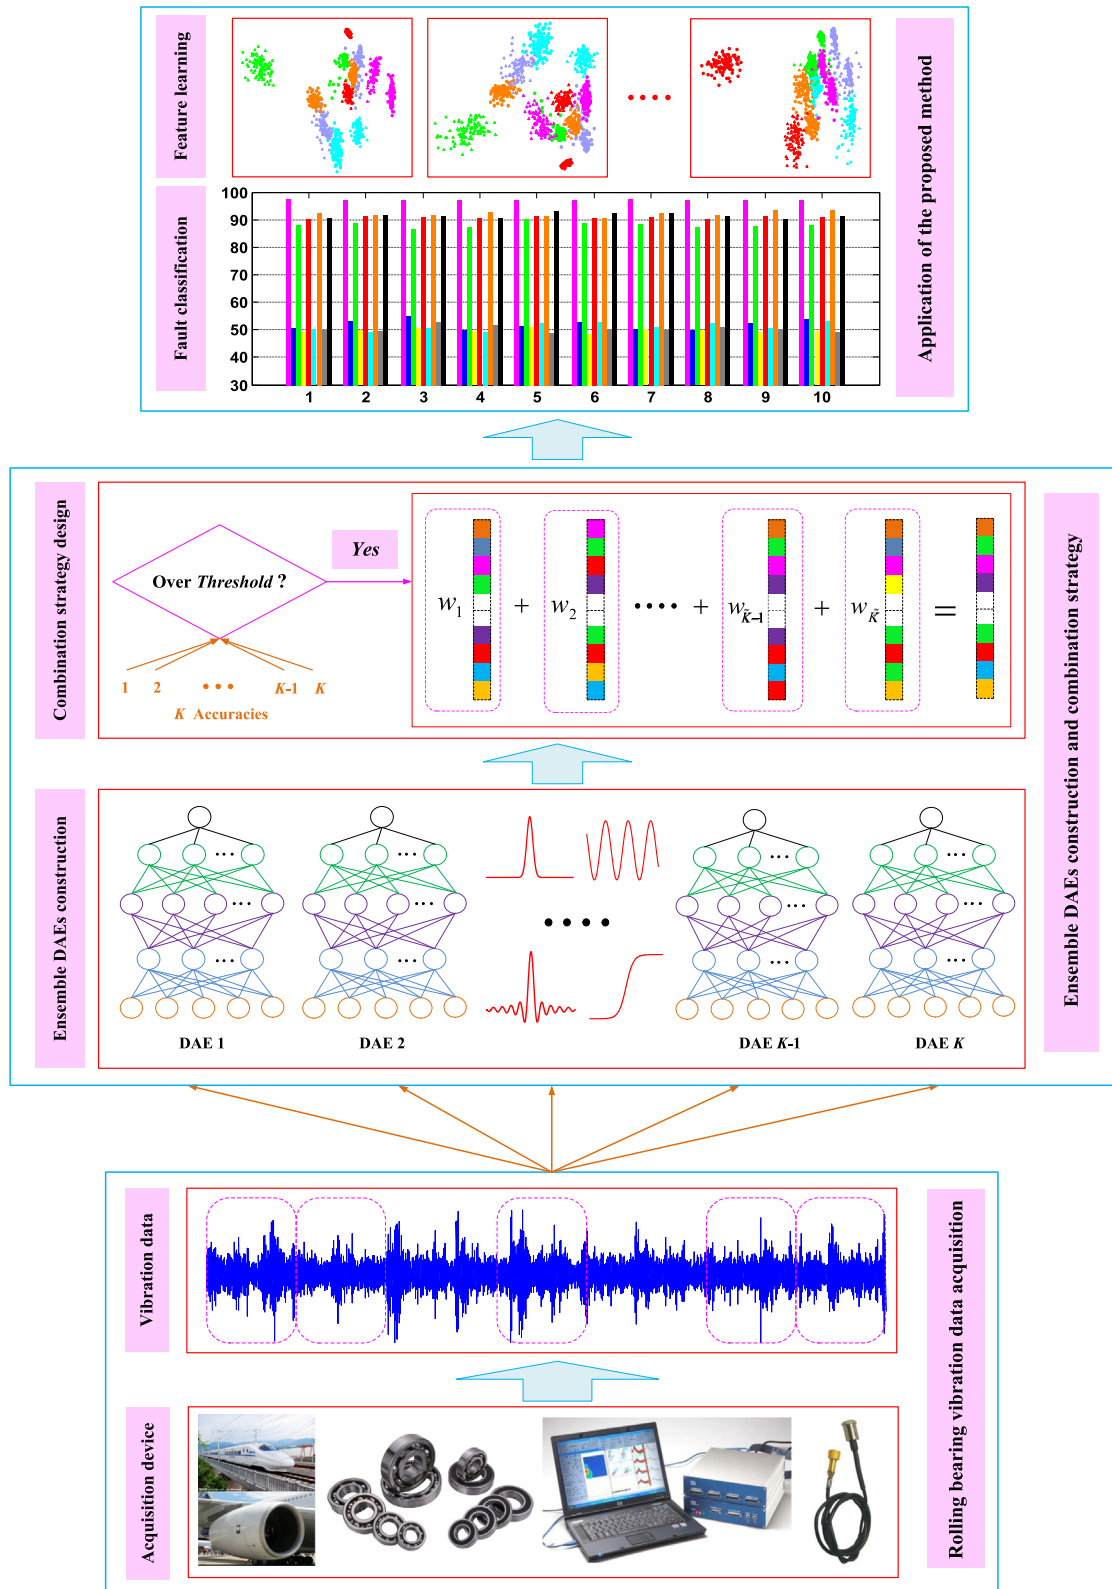 Feature learning
Application of the proposed method
Fault classification
100
90
80
70
60
50
40
30
1 2 3 4 5 6 7 8 9 10
Combination strategy design
Over Threshold ?
Yes
1 2 K-1 K
K Accuracies
w1 + w2 + wK̃-1 + wK̃ =
Ensemble DAEs construction and combination strategy
Ensemble DAEs construction
DAE 1 DAE 2 DAE K-1 DAE K
Vibration data
Rolling bearing vibration data acquisition
Acquisition device